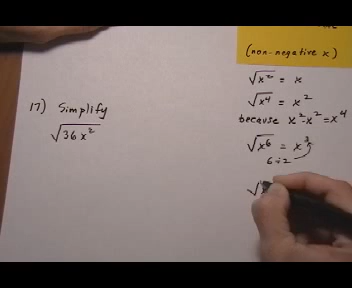 (non-negative x)
√x² = x
√x⁴ = x²
because x²·x² = x⁴
√x⁶ = x³
6÷2
17) Simplify
√36x²